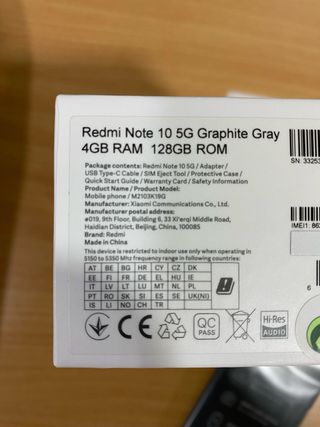 Redmi Note 10 5G Graphite Gray
4GB RAM 128GB ROM
Package contents: Redmi Note 10 5G / Adapter /
USB Type-C Cable / SIM Eject Tool / Protective Case /
Quick Start Guide / Warranty Card / Safety Information
Product Name / Product Model:
Mobile phone / M2103K19G
Manufacturer: Xiaomi Communications Co., Ltd.
Manufacturer postal address:
#019, 9th Floor, Building 6, 33 Xi'erqi Middle Road,
Haidian District, Beijing, China, 100085
Brand: Redmi
Made in China
This device is restricted to indoor use only when operating in
5150 to 5350 Mhz frequency range in following countries:
AT BE BG HR CY CZ DK
EE FI FR DE EL HU IE
IT LV LT LU MT NL PL
PT RO SK SI ES SE UK(NI)
IS LI NO CH TR
CE
QC
PASS
Hi-Res
AUDIO
SN: 3325
IMEI1: 86
6